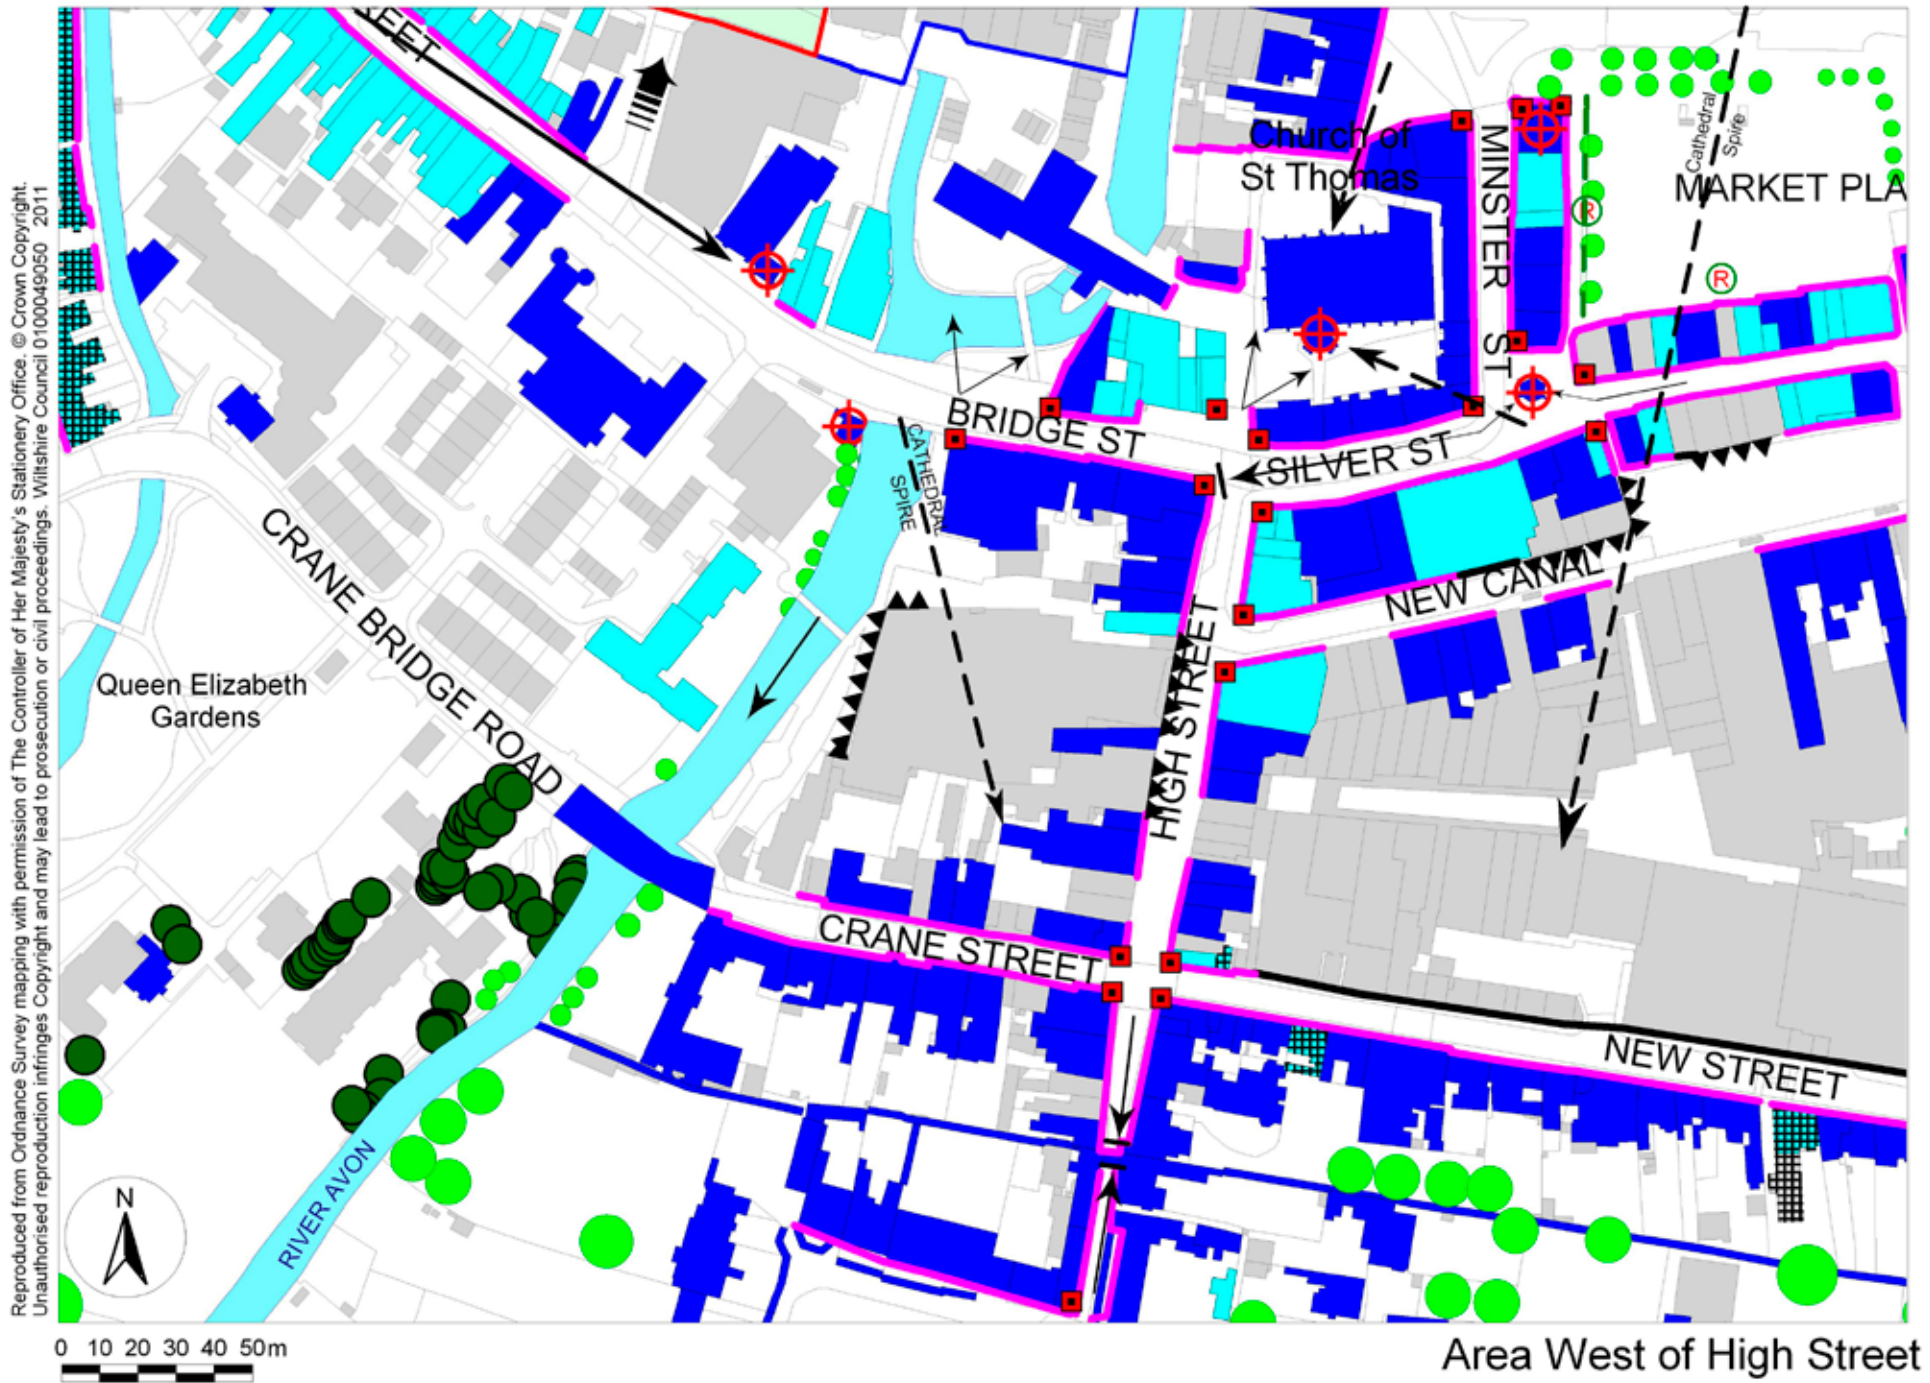 Reproduced from Ordnance Survey mapping with permission of The Controller of Her Majesty's Stationery Office. © Crown Copyright.
Unauthorised reproduction infringes Copyright and may lead to prosecution or civil proceedings. Wiltshire Council 0100049050 2011
REET
Church of
St Thomas
MINSTER ST
Cathedral
Spire
MARKET PLA
R
R
BRIDGE ST
SILVER ST
CATHEDRAL
SPIRE
CRANE BRIDGE ROAD
NEW CANAL
HIGH STREET
Queen Elizabeth
Gardens
CRANE STREET
NEW STREET
RIVER AVON
N
0 10 20 30 40 50m
Area West of High Street